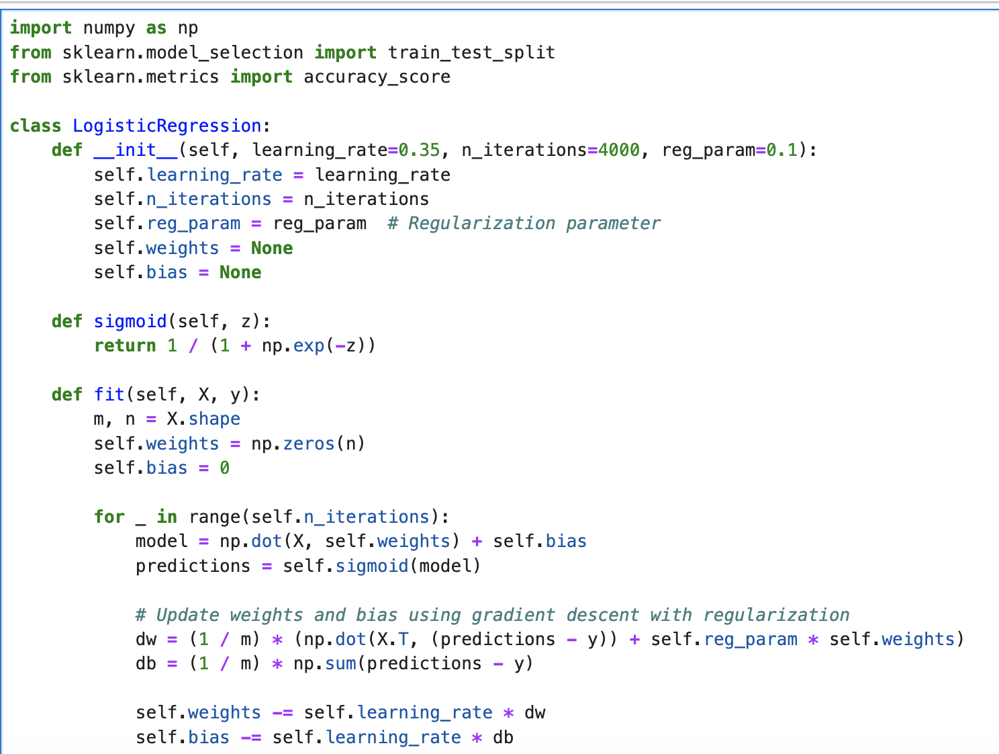 import numpy as np
from sklearn.model_selection import train_test_split
from sklearn.metrics import accuracy_score

class LogisticRegression:
    def __init__(self, learning_rate=0.35, n_iterations=4000, reg_param=0.1):
        self.learning_rate = learning_rate
        self.n_iterations = n_iterations
        self.reg_param = reg_param  # Regularization parameter
        self.weights = None
        self.bias = None

    def sigmoid(self, z):
        return 1 / (1 + np.exp(-z))

    def fit(self, X, y):
        m, n = X.shape
        self.weights = np.zeros(n)
        self.bias = 0

        for _ in range(self.n_iterations):
            model = np.dot(X, self.weights) + self.bias
            predictions = self.sigmoid(model)

            # Update weights and bias using gradient descent with regularization
            dw = (1 / m) * (np.dot(X.T, (predictions - y)) + self.reg_param * self.weights)
            db = (1 / m) * np.sum(predictions - y)

            self.weights -= self.learning_rate * dw
            self.bias -= self.learning_rate * db